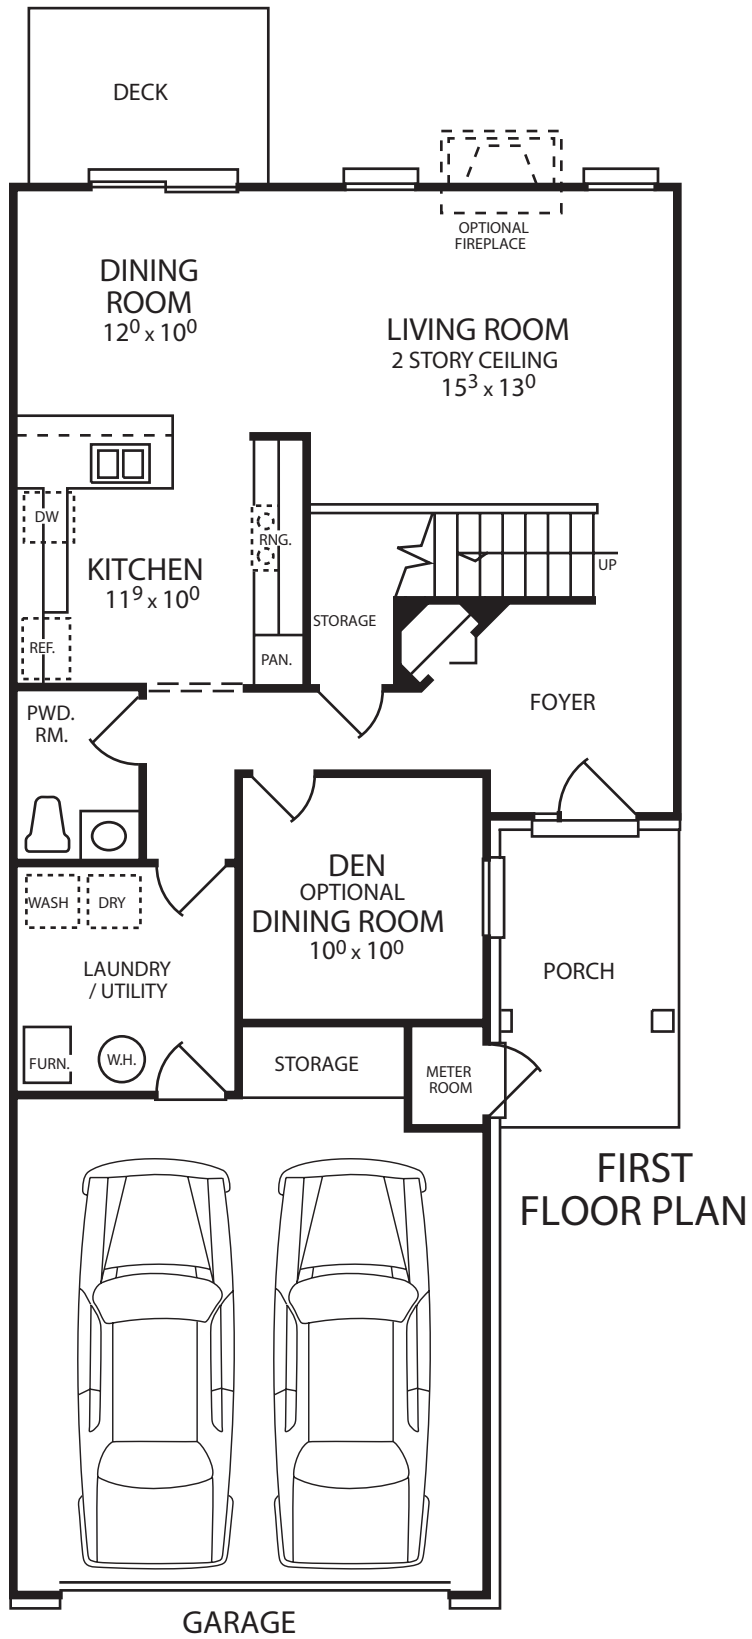 DECK
OPTIONAL
FIREPLACE
DINING
ROOM
12⁰ x 10⁰
LIVING ROOM
2 STORY CEILING
15³ x 13⁰
DW
RNG.
KITCHEN
11⁹ x 10⁰
UP
STORAGE
REF.
PAN.
FOYER
PWD.
RM.
DEN
OPTIONAL
DINING ROOM
10⁰ x 10⁰
WASH
DRY
LAUNDRY
/ UTILITY
PORCH
FURN.
W.H.
STORAGE
METER
ROOM
FIRST
FLOOR PLAN
GARAGE